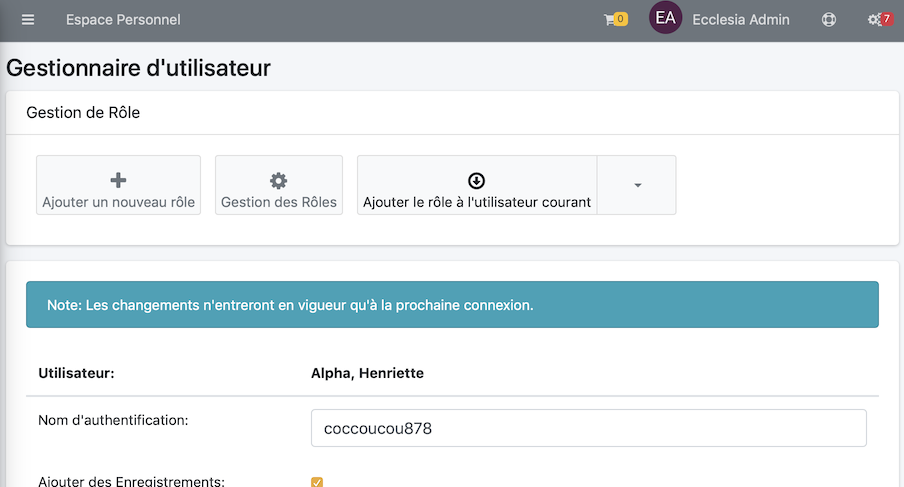 Espace Personnel
0
EA
Ecclesia Admin
7
Gestionnaire d'utilisateur
Gestion de Rôle
Ajouter un nouveau rôle
Gestion des Rôles
Ajouter le rôle à l'utilisateur courant
Note: Les changements n'entreront en vigueur qu'à la prochaine connexion.
Utilisateur:
Alpha, Henriette
Nom d'authentification:
coccoucou878
Ajouter des Enregistrements: